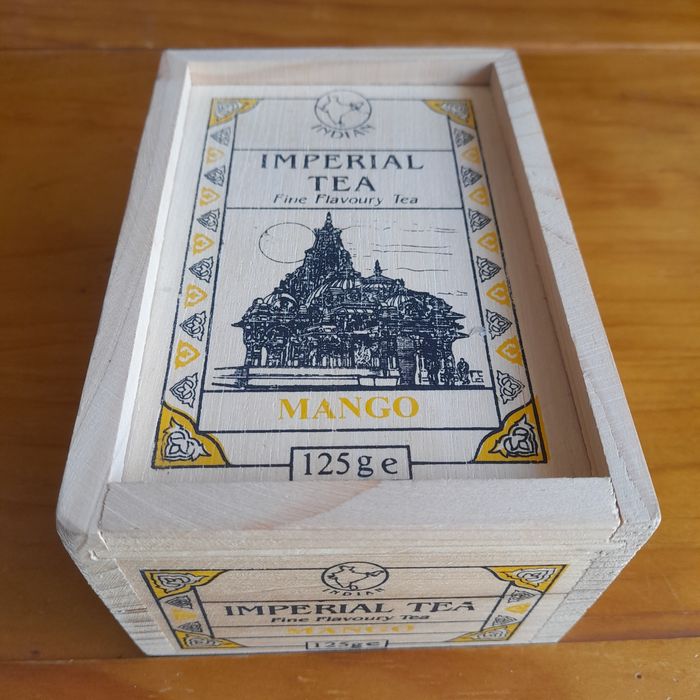 INDIAN
IMPERIAL
TEA
Fine Flavoury Tea
MANGO
125g e
INDIAN
IMPERIAL TEA
Fine Flavoury Tea
MANGO
125g e